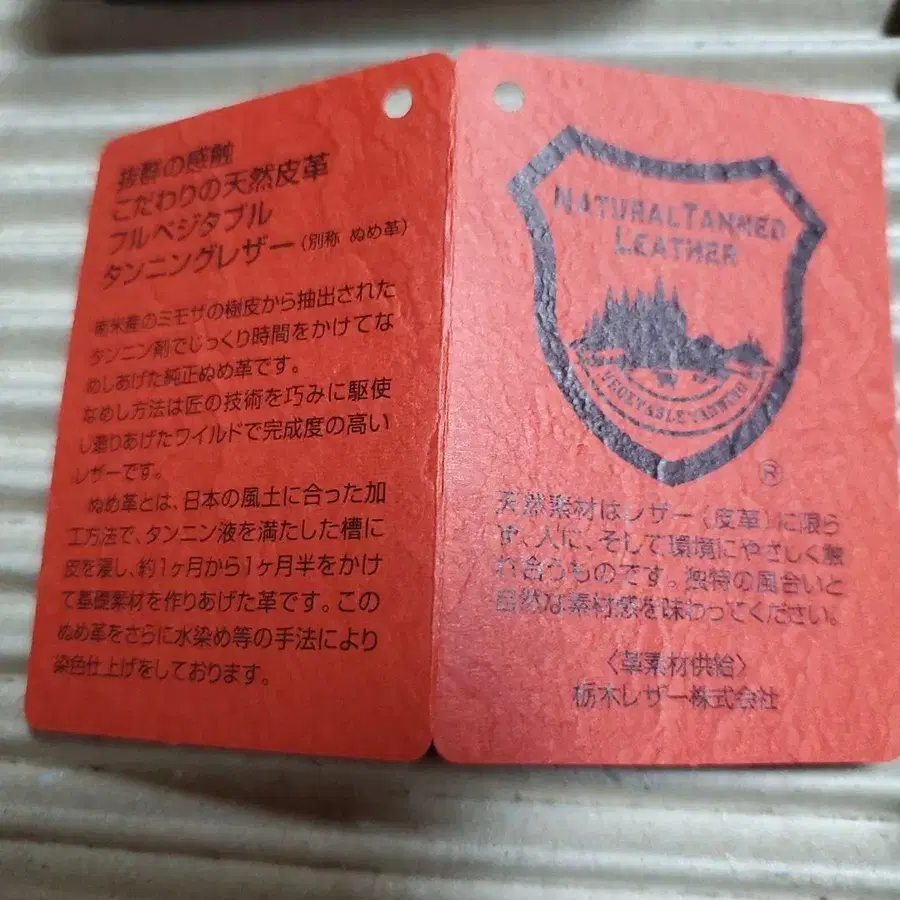 抜群の感触
こだわりの天然皮革
フルベジタブル
タンニングレザー(別称 ぬめ革)
南米産のミモザの樹皮から抽出された
タンニン剤でじっくり時間をかけてな
めしあげた純正ぬめ革です。
なめし方法は匠の技術を巧みに駆使
し造りあげたワイルドで完成度の高い
レザーです。
ぬめ革とは、日本の風土に合った加
工方法で、タンニン液を満たした槽に
皮を浸し、約1ヶ月から1ヶ月半をかけ
て基礎素材を作りあげた革です。この
ぬめ革をさらに水染め等の手法により
染色仕上げをしております。
NATURAL TANNED
LEATHER
VEGETABLE TANNING
®
天然素材はレザー(皮革)に限ら
ず、人に、そして環境にやさしく触
れ合うものです。独特の風合いと
自然な素材感を味わってください。
〈革素材供給〉
栃木レザー株式会社